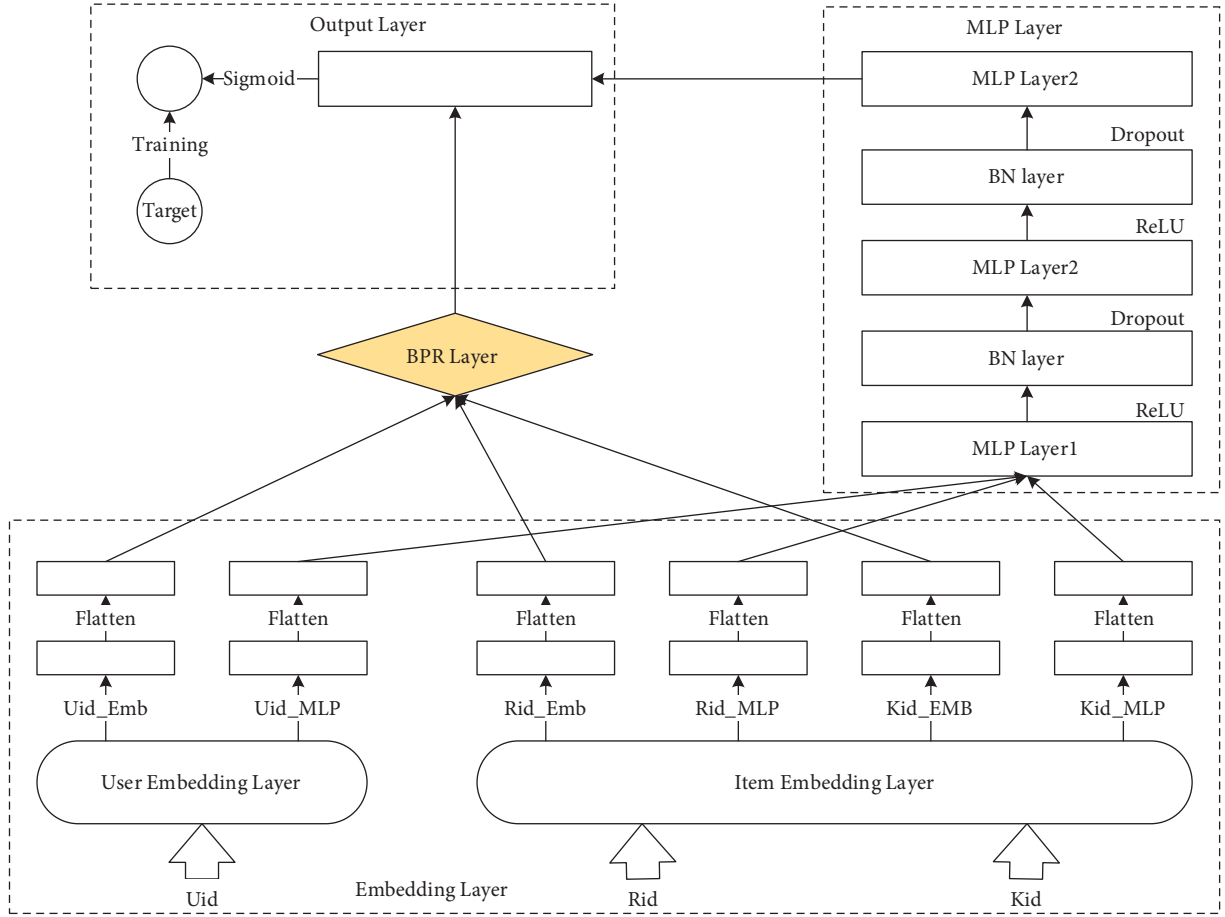 Output Layer
MLP Layer
Sigmoid
MLP Layer2
Training
Dropout
BN layer
Target
ReLU
MLP Layer2
Dropout
BPR Layer
BN layer
ReLU
MLP Layer1
Flatten Flatten Flatten Flatten Flatten Flatten
Uid_Emb Uid_MLP Rid_Emb Rid_MLP Kid_EMB Kid_MLP
User Embedding Layer
Item Embedding Layer
Embedding Layer
Uid Rid Kid